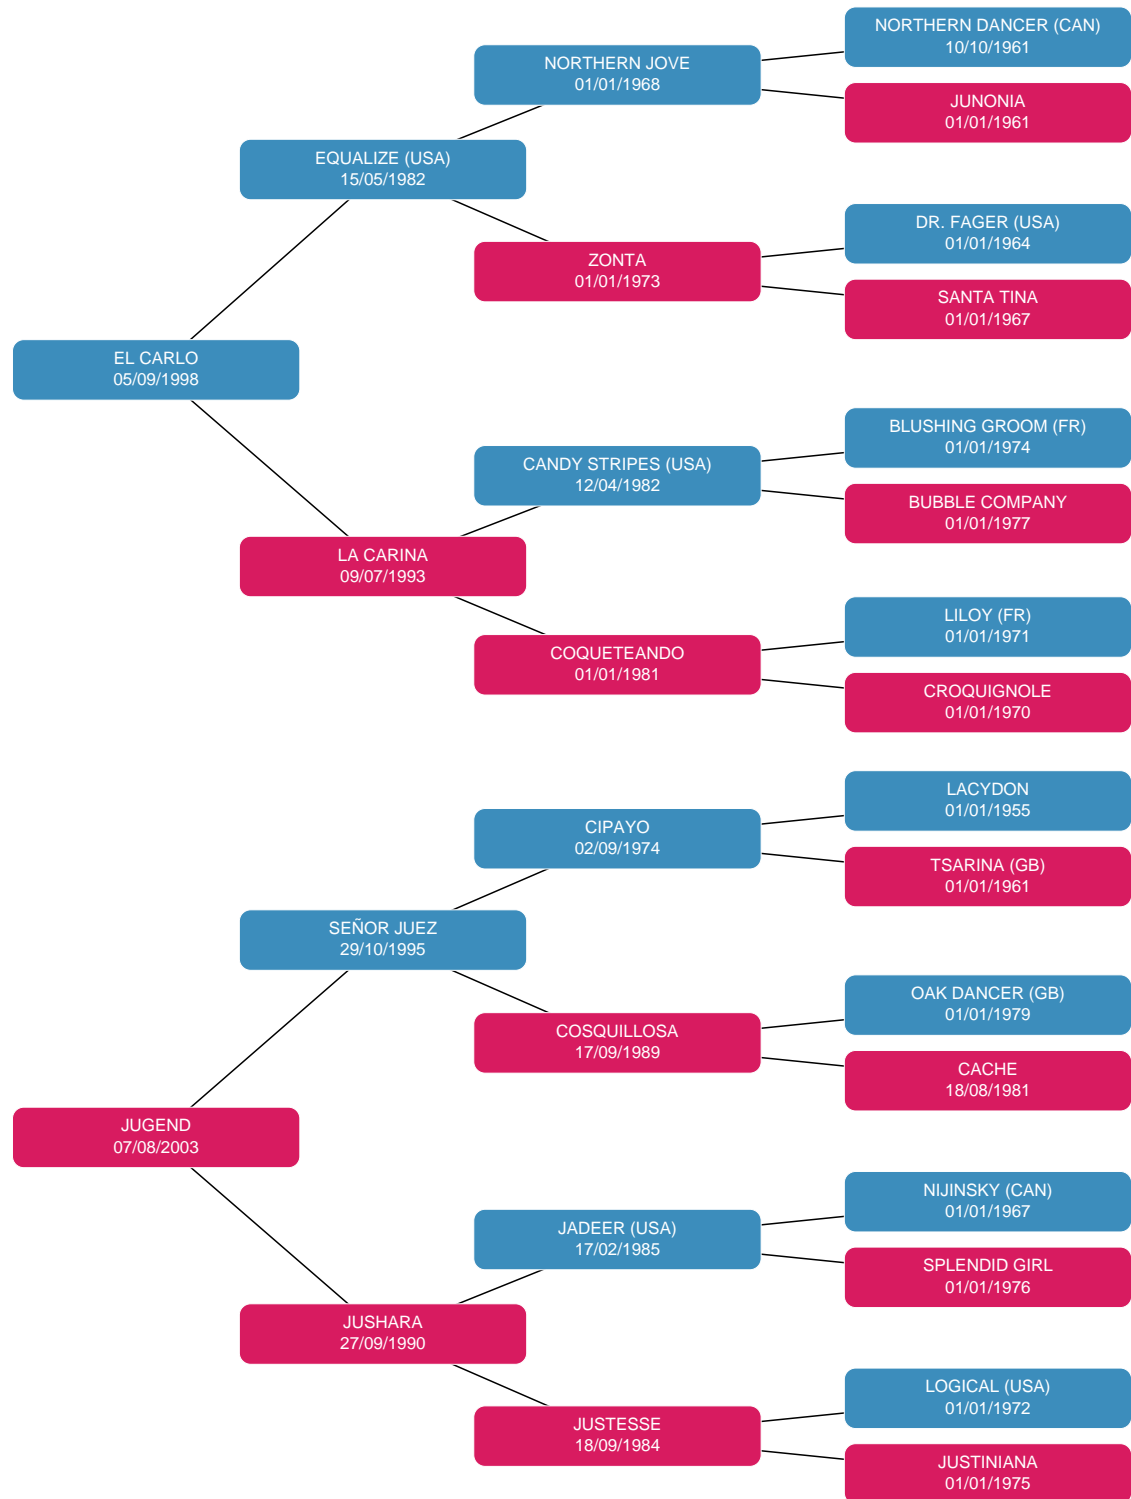 NORTHERN DANCER (CAN)
10/10/1961
NORTHERN JOVE
01/01/1968
JUNONIA
01/01/1961
EQUALIZE (USA)
15/05/1982
DR. FAGER (USA)
01/01/1964
ZONTA
01/01/1973
SANTA TINA
01/01/1967
EL CARLO
05/09/1998
BLUSHING GROOM (FR)
01/01/1974
CANDY STRIPES (USA)
12/04/1982
BUBBLE COMPANY
01/01/1977
LA CARINA
09/07/1993
LILOY (FR)
01/01/1971
COQUETEANDO
01/01/1981
CROQUIGNOLE
01/01/1970
LACYDON
01/01/1955
CIPAYO
02/09/1974
TSARINA (GB)
01/01/1961
SEÑOR JUEZ
29/10/1995
OAK DANCER (GB)
01/01/1979
COSQUILLOSA
17/09/1989
CACHE
18/08/1981
JUGEND
07/08/2003
NIJINSKY (CAN)
01/01/1967
JADEER (USA)
17/02/1985
SPLENDID GIRL
01/01/1976
JUSHARA
27/09/1990
LOGICAL (USA)
01/01/1972
JUSTESSE
18/09/1984
JUSTINIANA
01/01/1975